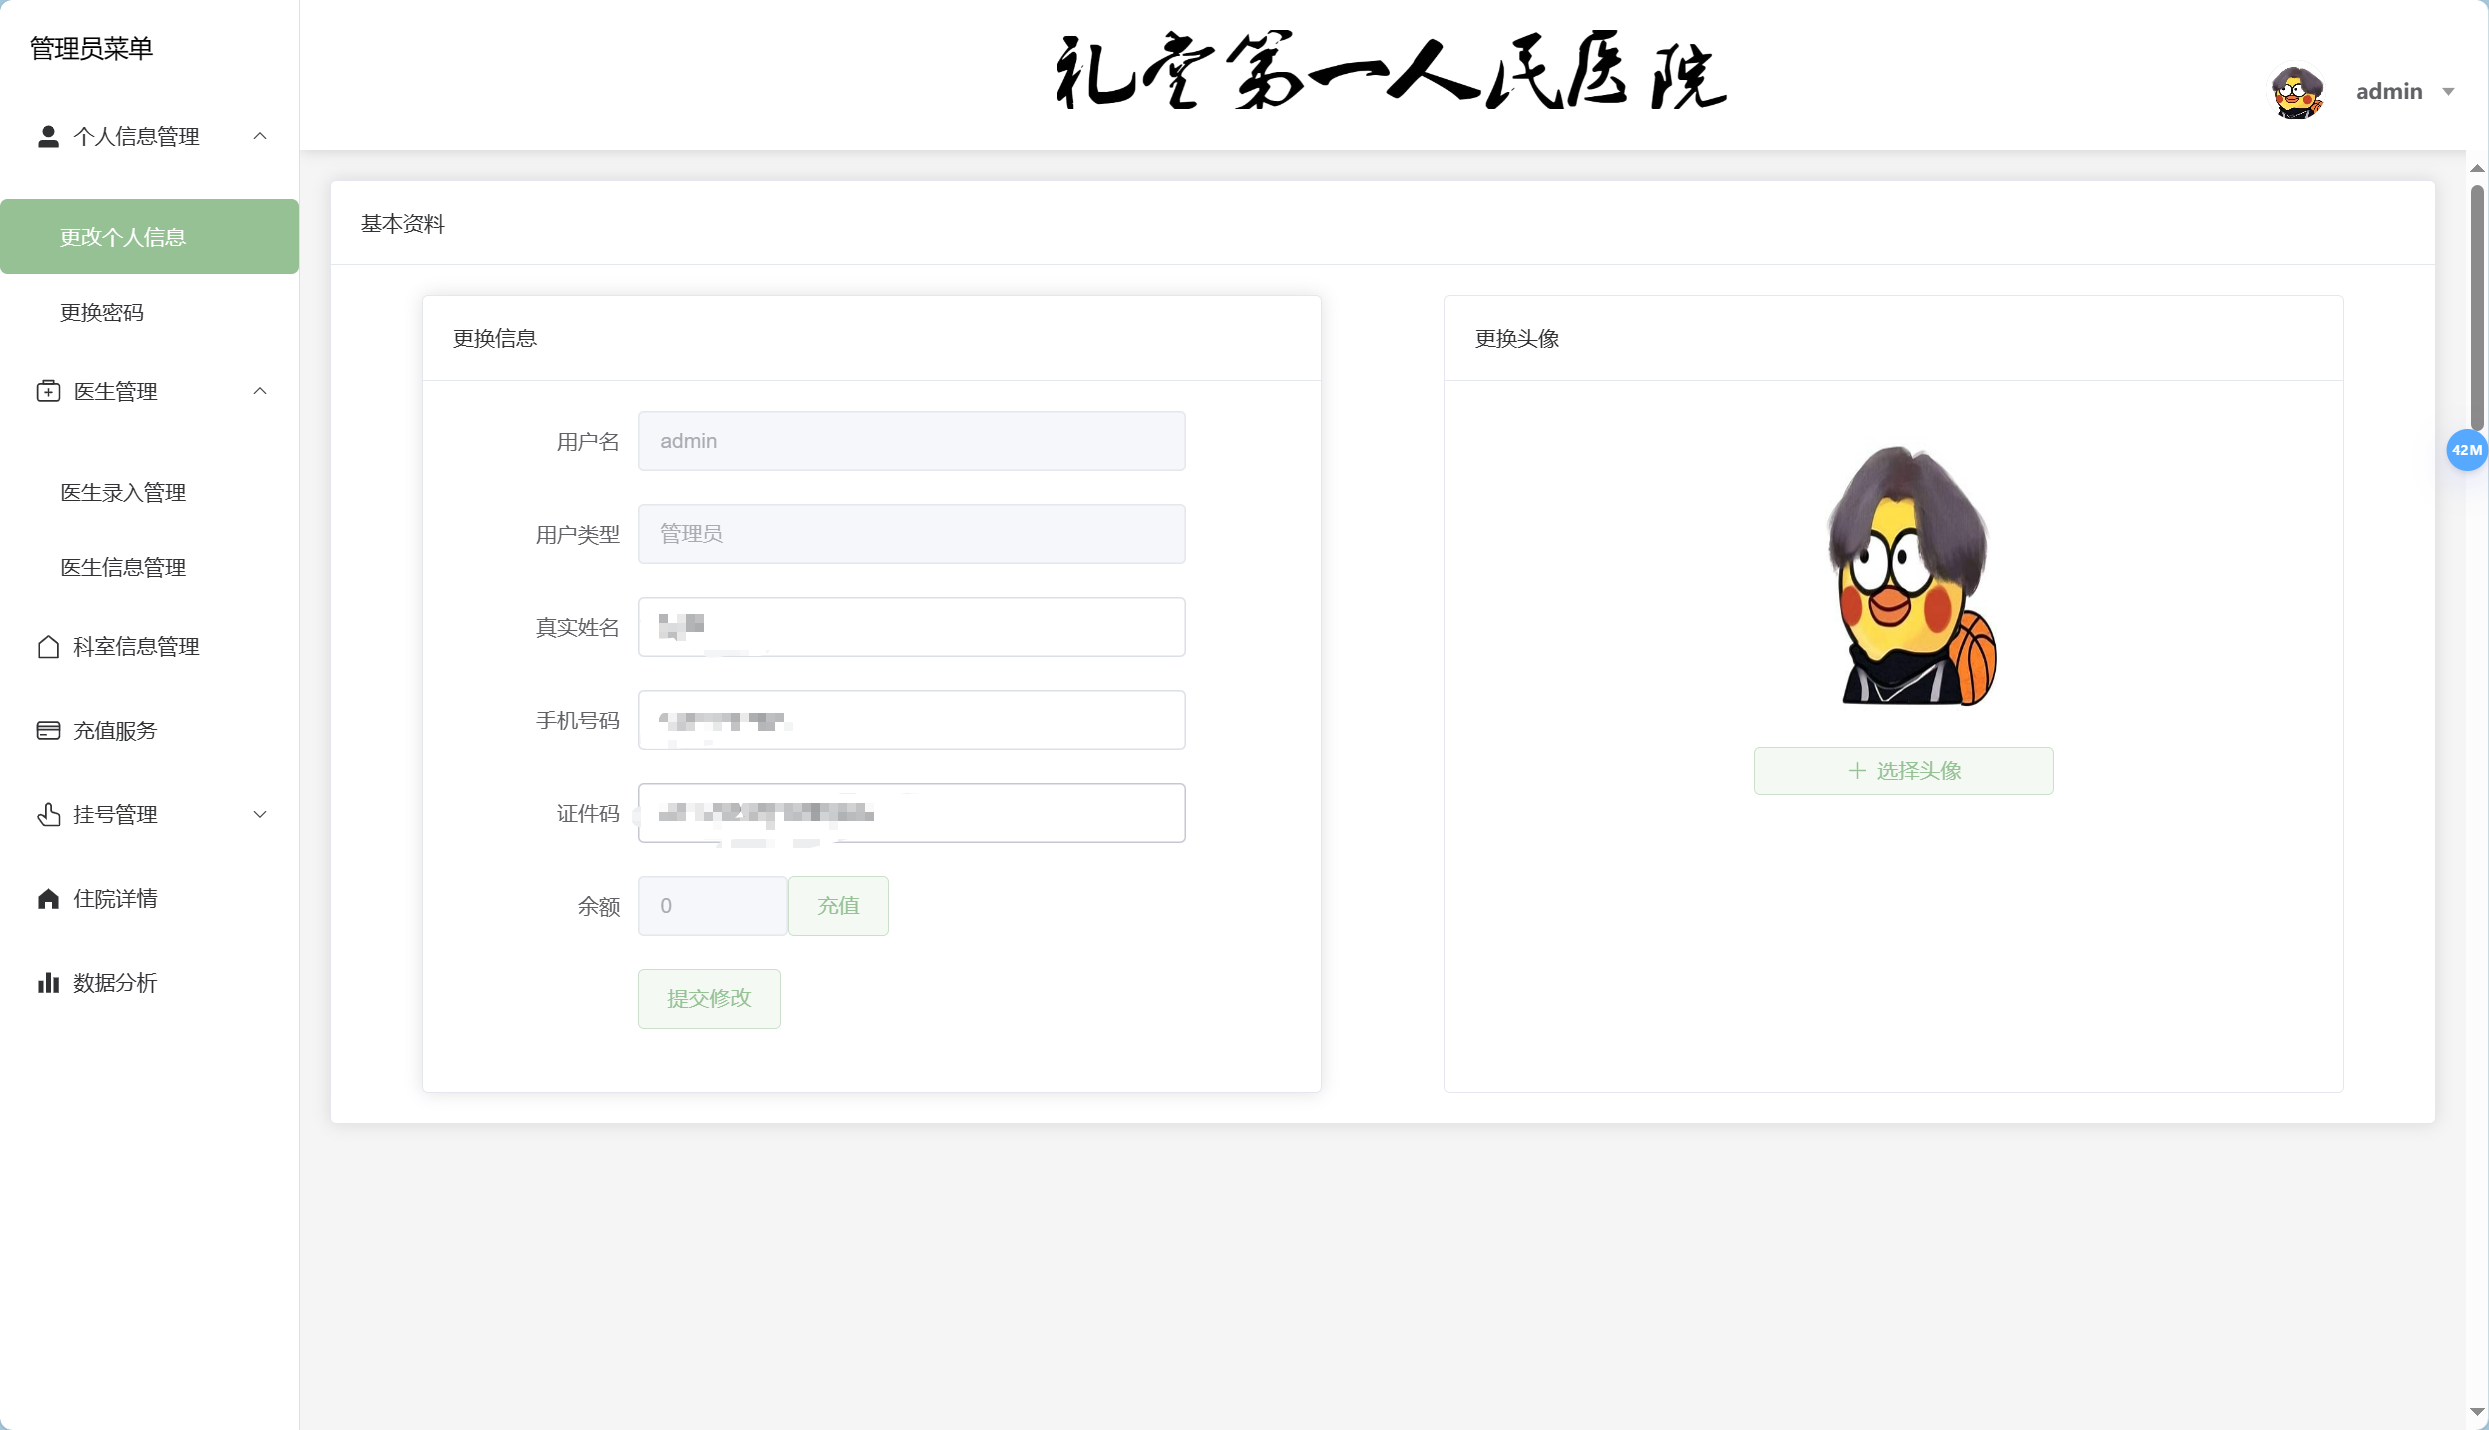 管理员菜单
礼堂第一人民医院
admin
个人信息管理
更改个人信息
更换密码
医生管理
医生录入管理
医生信息管理
科室信息管理
充值服务
挂号管理
住院详情
数据分析
基本资料
更换信息
用户名 admin
用户类型 管理员
真实姓名
手机号码
证件码
余额 0 充值
提交修改
更换头像
选择头像
42M